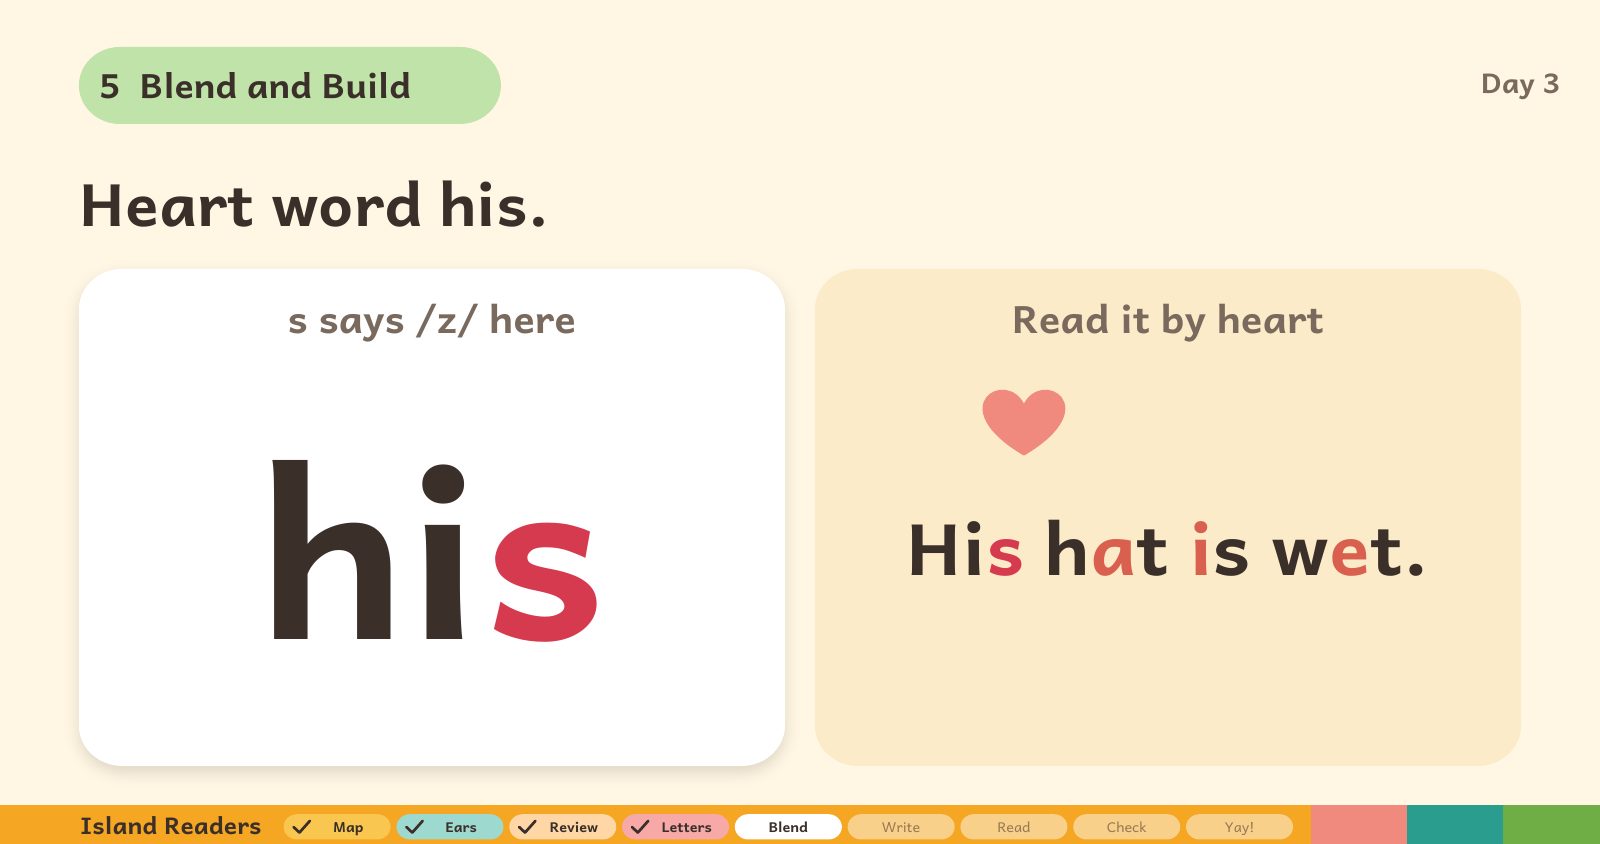 5 Blend and Build
Day 3
Heart word his.
s says /z/ here
his
Read it by heart
His hat is wet.
Island Readers
Map
Ears
Review
Letters
Blend
Write
Read
Check
Yay!